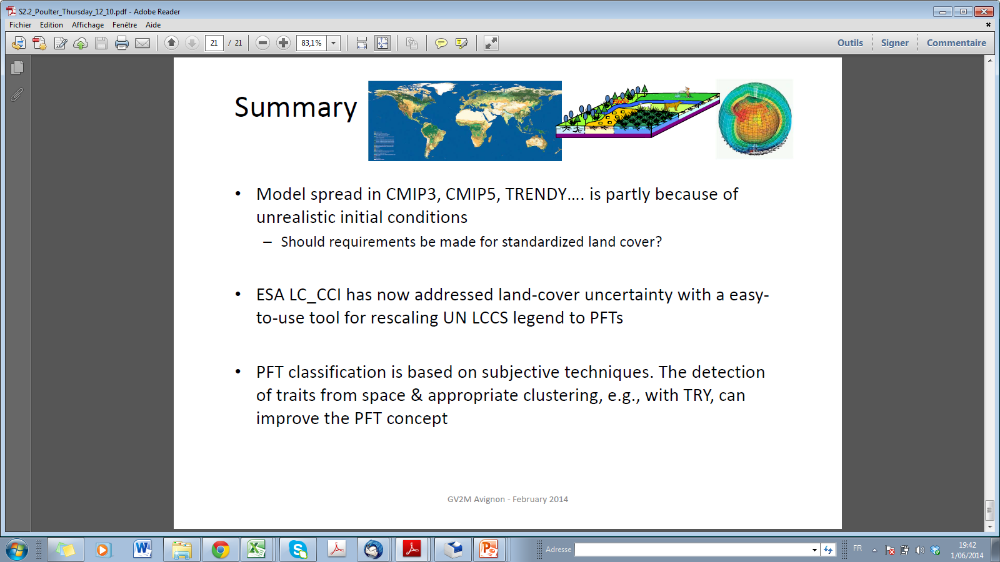 S2.2_Poulter_Thursday_12_10.pdf - Adobe Reader
Fichier Edition Affichage Fenêtre Aide
21 / 21 83,1% Outils Signer Commentaire
Summary
• Model spread in CMIP3, CMIP5, TRENDY…. is partly because of
unrealistic initial conditions
– Should requirements be made for standardized land cover?
• ESA LC_CCI has now addressed land-cover uncertainty with a easy-
to-use tool for rescaling UN LCCS legend to PFTs
• PFT classification is based on subjective techniques. The detection
of traits from space & appropriate clustering, e.g., with TRY, can
improve the PFT concept
GV2M Avignon - February 2014
Adresse
FR
19:42
1/06/2014